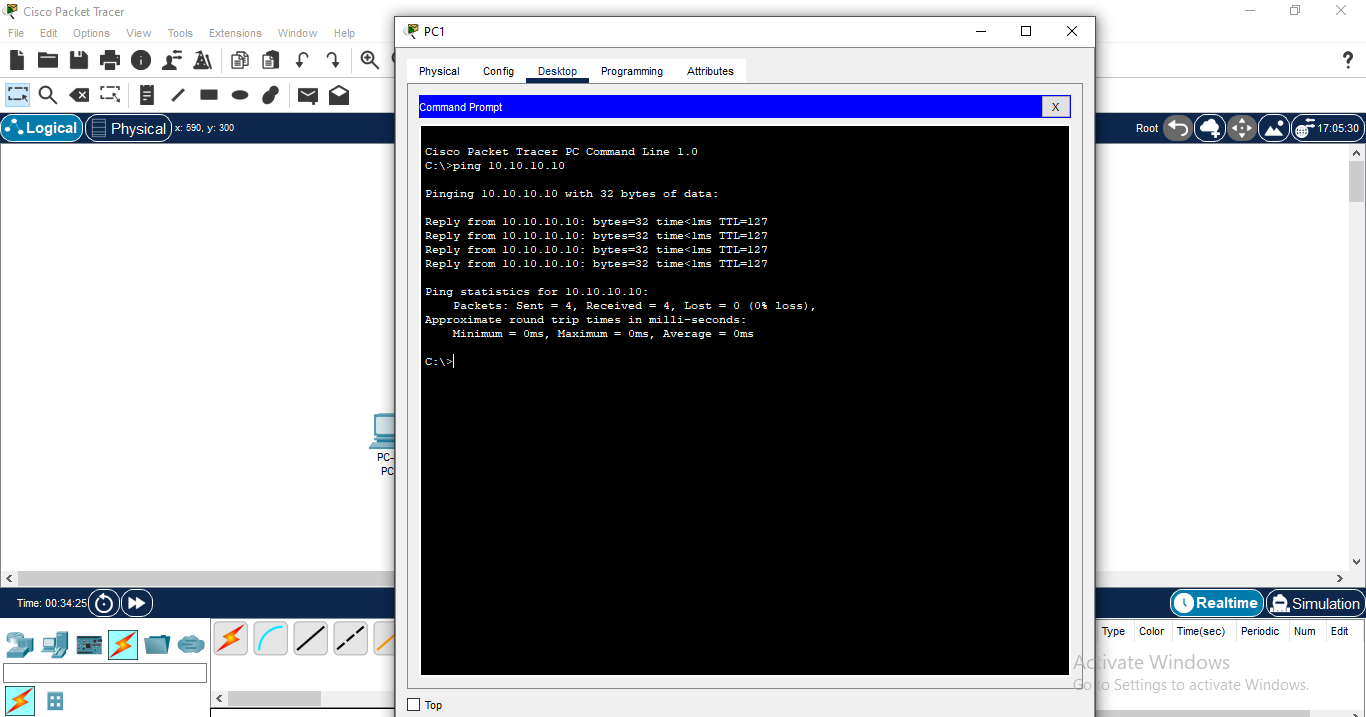 Cisco Packet Tracer
File Edit Options View Tools Extensions Window Help
Logical Physical x: 590, y: 300
Root 17:05:30
PC1
Physical Config Desktop Programming Attributes
Command Prompt X
Cisco Packet Tracer PC Command Line 1.0
C:\>ping 10.10.10.10
Pinging 10.10.10.10 with 32 bytes of data:
Reply from 10.10.10.10: bytes=32 time<1ms TTL=127
Reply from 10.10.10.10: bytes=32 time<1ms TTL=127
Reply from 10.10.10.10: bytes=32 time<1ms TTL=127
Reply from 10.10.10.10: bytes=32 time<1ms TTL=127
Ping statistics for 10.10.10.10:
Packets: Sent = 4, Received = 4, Lost = 0 (0% loss),
Approximate round trip times in milli-seconds:
Minimum = 0ms, Maximum = 0ms, Average = 0ms
C:\>
PC-
PC
Time: 00:34:25
Realtime Simulation
Type Color Time(sec) Periodic Num Edit
Activate Windows
Go to Settings to activate Windows.
Top